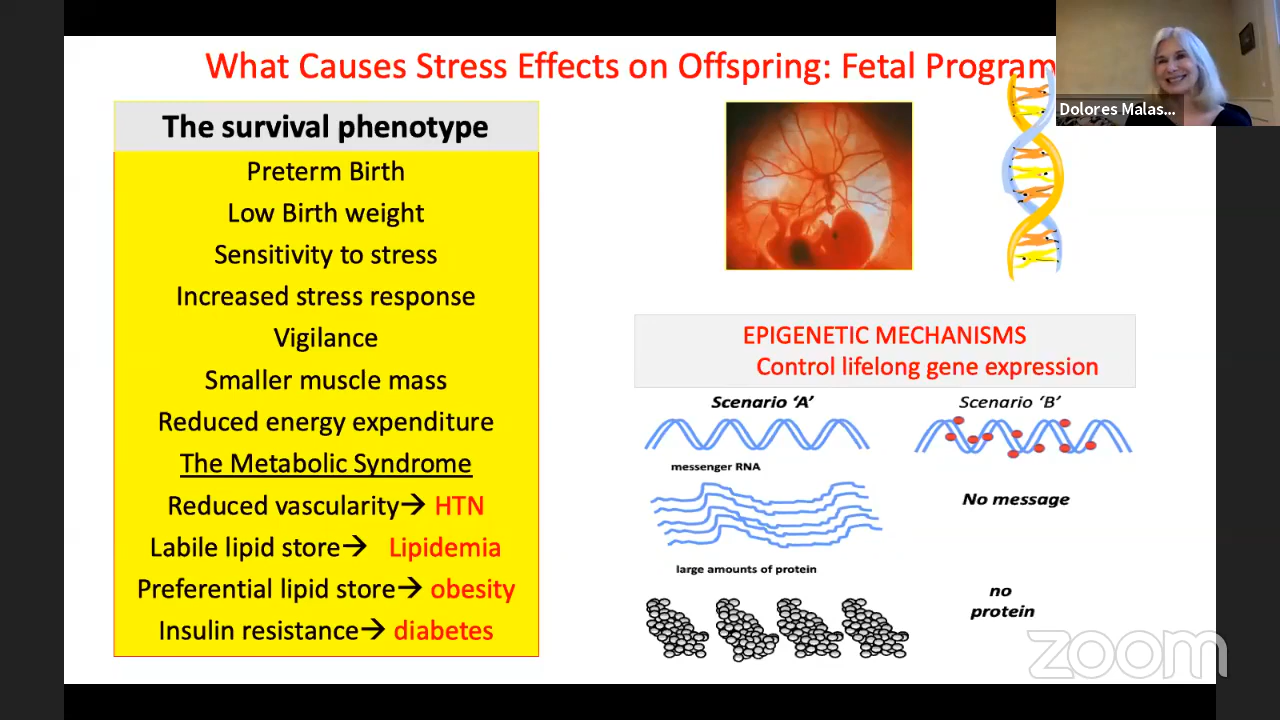 What Causes Stress Effects on Offspring: Fetal Program
Dolores Malas...
The survival phenotype
Preterm Birth
Low Birth weight
Sensitivity to stress
Increased stress response
Vigilance
Smaller muscle mass
Reduced energy expenditure
The Metabolic Syndrome
Reduced vascularity→ HTN
Labile lipid store→ Lipidemia
Preferential lipid store→ obesity
Insulin resistance→ diabetes
EPIGENETIC MECHANISMS
Control lifelong gene expression
Scenario ‘A’
Scenario ‘B’
messenger RNA
No message
large amounts of protein
no
protein
zoom